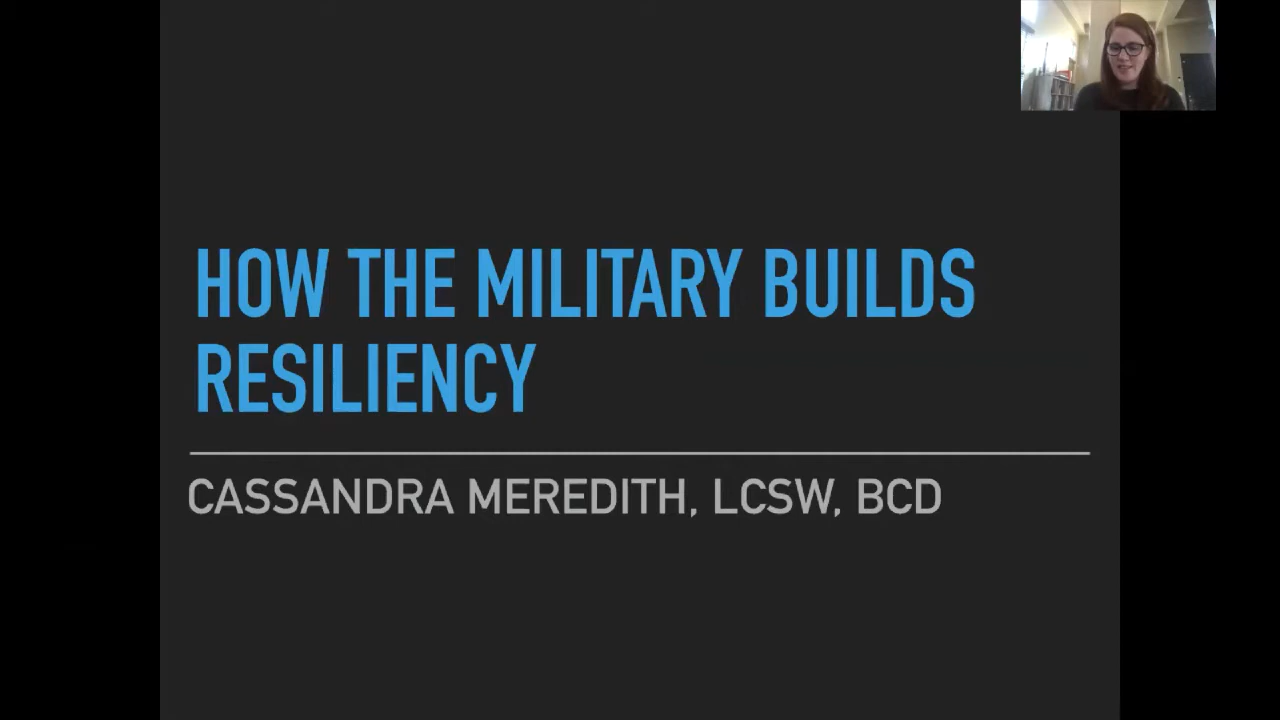 HOW THE MILITARY BUILDS
RESILIENCY
CASSANDRA MEREDITH, LCSW, BCD